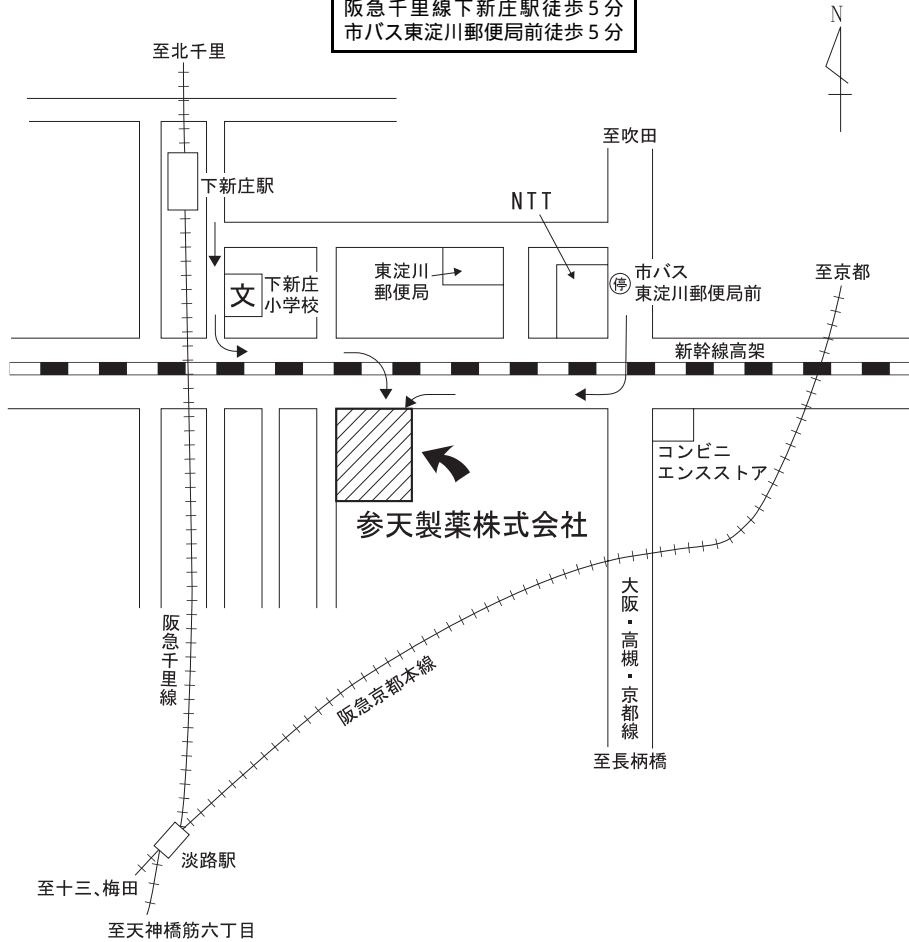 阪急千里線下新庄駅徒歩5分
市バス東淀川郵便局前徒歩5分
N
至北千里
至吹田
下新庄駅
NTT
東淀川
郵便局
文
下新庄
小学校
停
市バス
東淀川郵便局前
至京都
新幹線高架
コンビニ
エンスストア
参天製薬株式会社
阪急千里線
阪急京都本線
大阪・高槻・京都線
至長柄橋
淡路駅
至十三、梅田
至天神橋筋六丁目